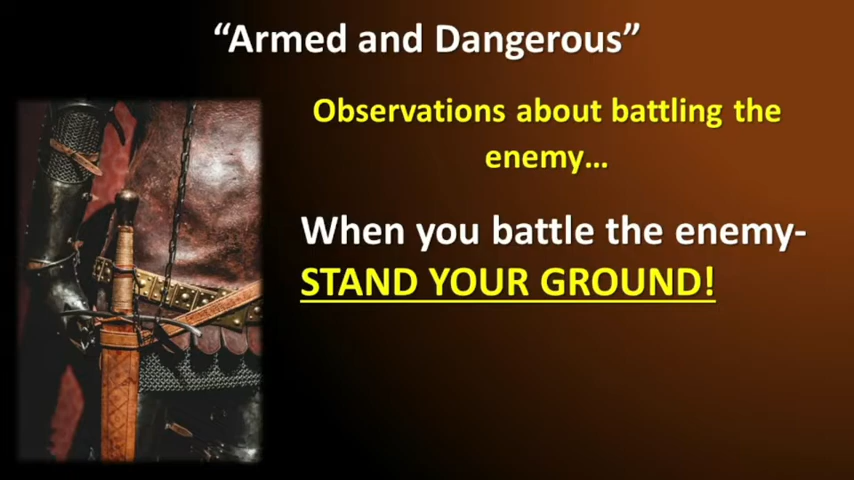 “Armed and Dangerous”
Observations about battling the
enemy…
When you battle the enemy-
STAND YOUR GROUND!